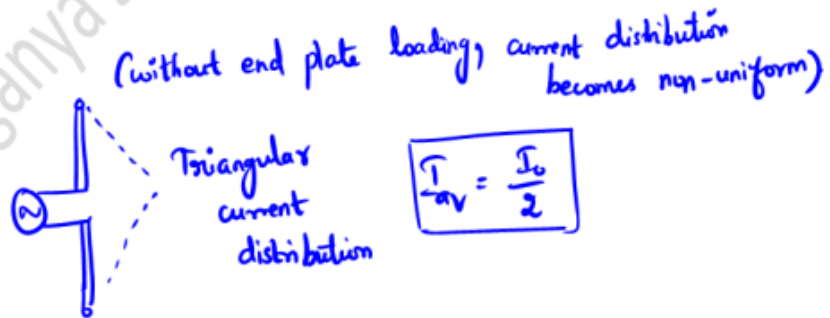 (without end plate loading, current distribution
becomes non-uniform)
Triangular
current
distribution
I_av = I_0 / 2